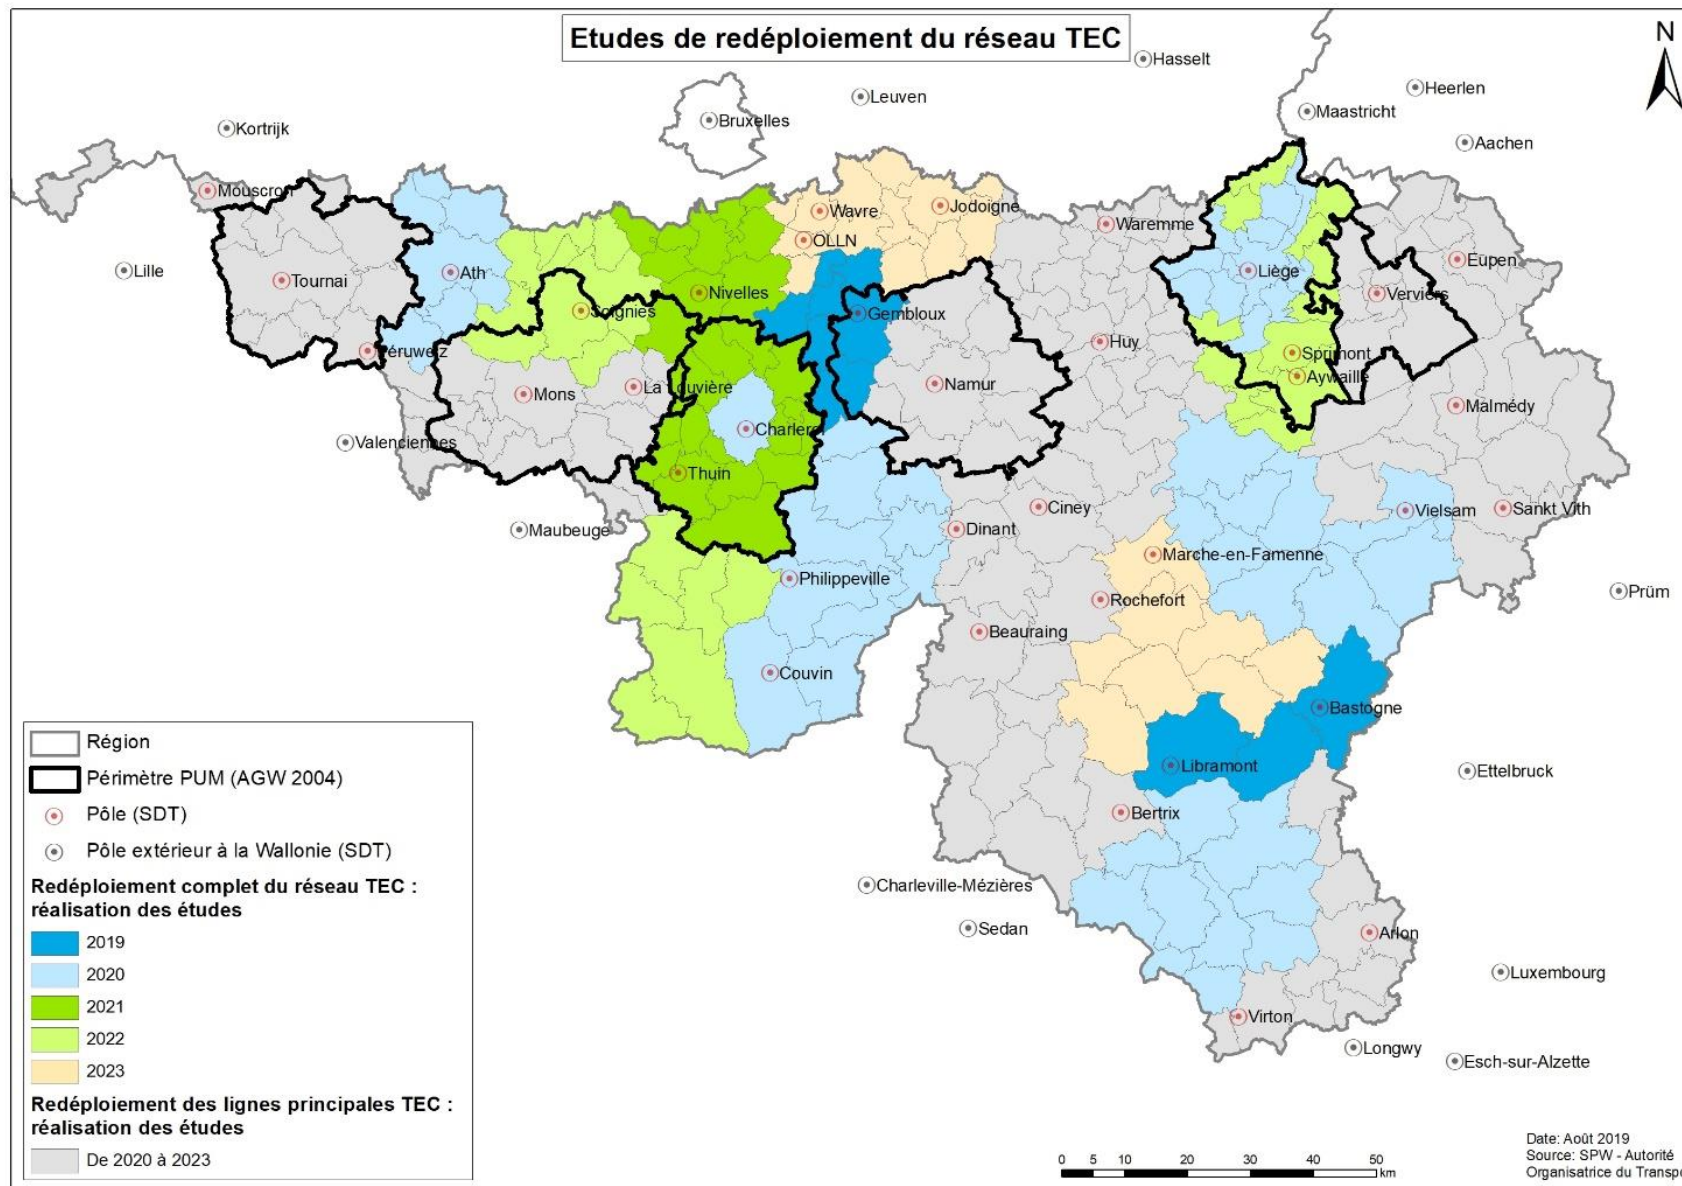 Etudes de redéploiement du réseau TEC
N
Hasselt
Heerlen
Leuven
Maastricht
Bruxelles
Kortrijk
Aachen
Mouscron
Wavre
Jodoigne
Waremme
OLLN
Eupen
Lille
Ath
Liège
Tournai
Nivelles
Verviers
Soignies
Gembloux
Huy
Péruwelz
Sprimont
Aywaille
Namur
La Louvière
Mons
Malmédy
Charleroi
Valenciennes
Thuin
Ciney
Vielsam
Sankt Vith
Maubeuge
Dinant
Marche-en-Famenne
Philippeville
Prüm
Rochefort
Beauraing
Couvin
Bastogne
Libramont
Ettelbruck
Bertrix
Charleville-Mézières
Sedan
Arlon
Luxembourg
Virton
Longwy
Esch-sur-Alzette
Région
Périmètre PUM (AGW 2004)
Pôle (SDT)
Pôle extérieur à la Wallonie (SDT)
Redéploiement complet du réseau TEC :
réalisation des études
2019
2020
2021
2022
2023
Redéploiement des lignes principales TEC :
réalisation des études
De 2020 à 2023
0 5 10 20 30 40 50
km
Date: Août 2019
Source: SPW - Autorité
Organisatrice du Transpo